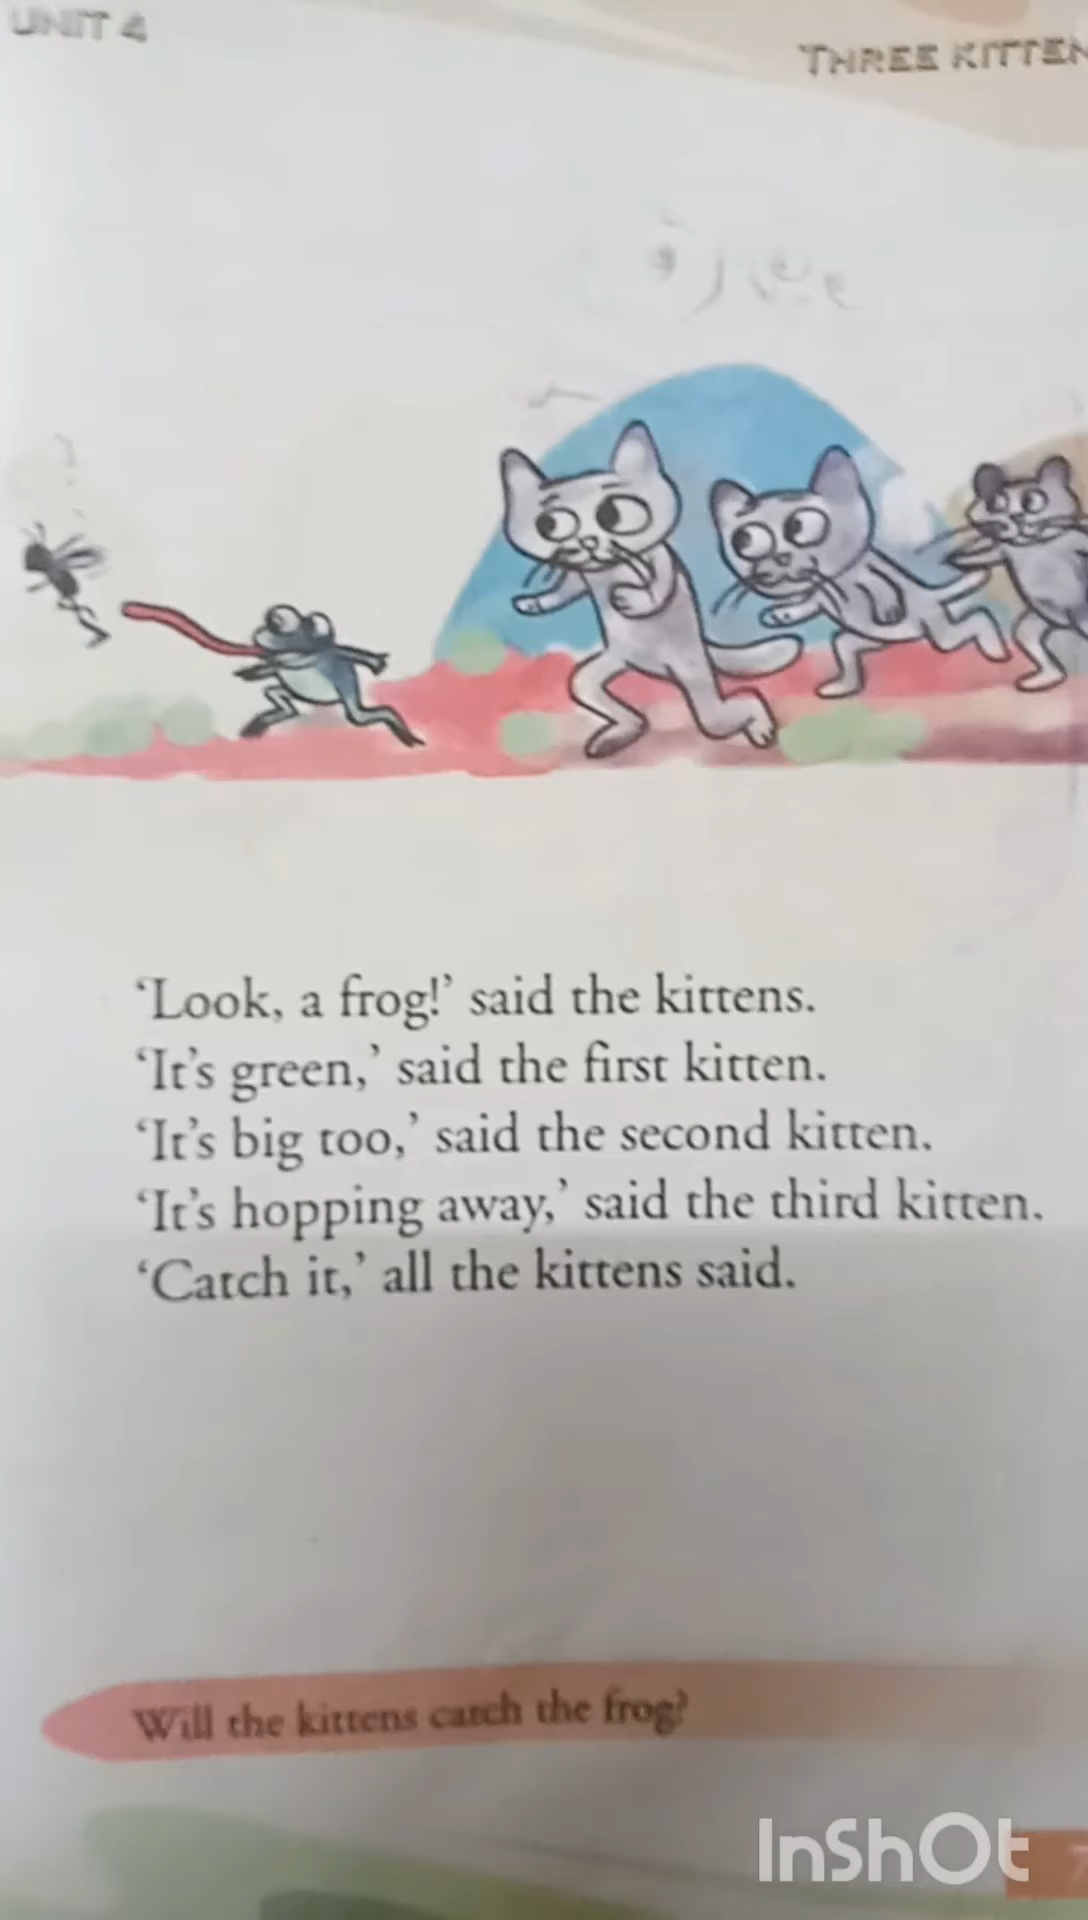 UNIT 4
THREE KITTEN
‘Look, a frog!’ said the kittens.
‘It’s green,’ said the first kitten.
‘It’s big too,’ said the second kitten.
‘It’s hopping away,’ said the third kitten.
‘Catch it,’ all the kittens said.
Will the kittens catch the frog?
InShOt